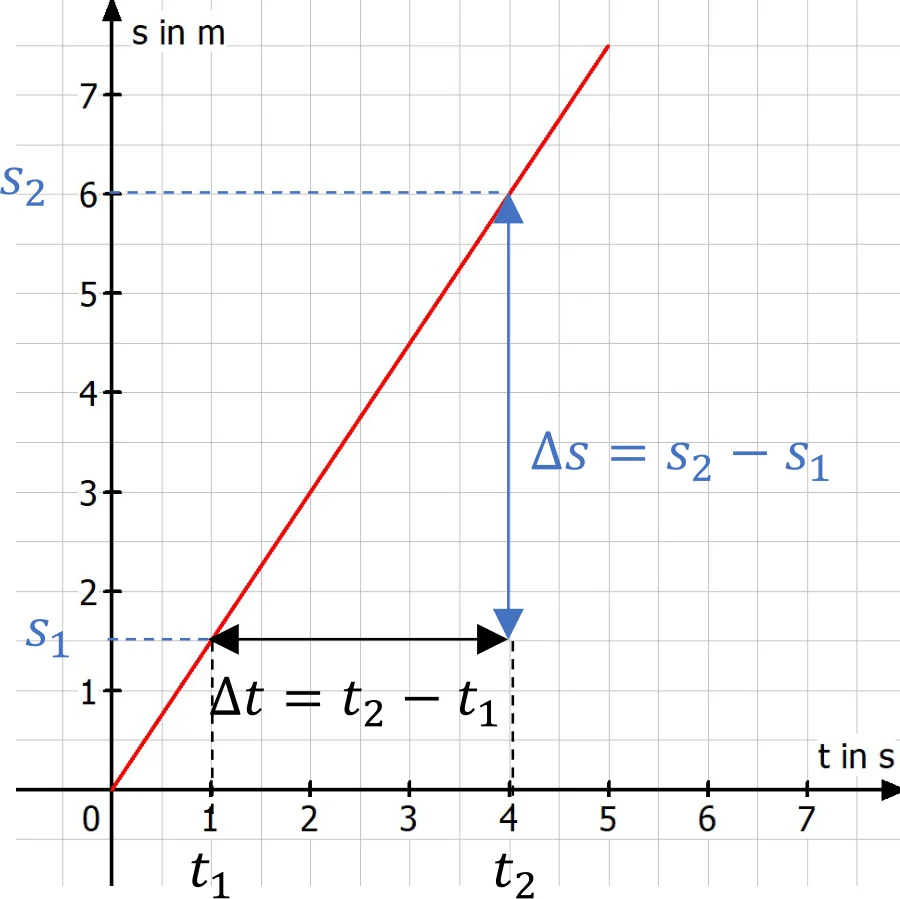 s in m
7
s₂
6
5
4
Δs = s₂ − s₁
3
2
s₁
1
Δt = t₂ − t₁
t in s
0 1 2 3 4 5 6 7
t₁ t₂